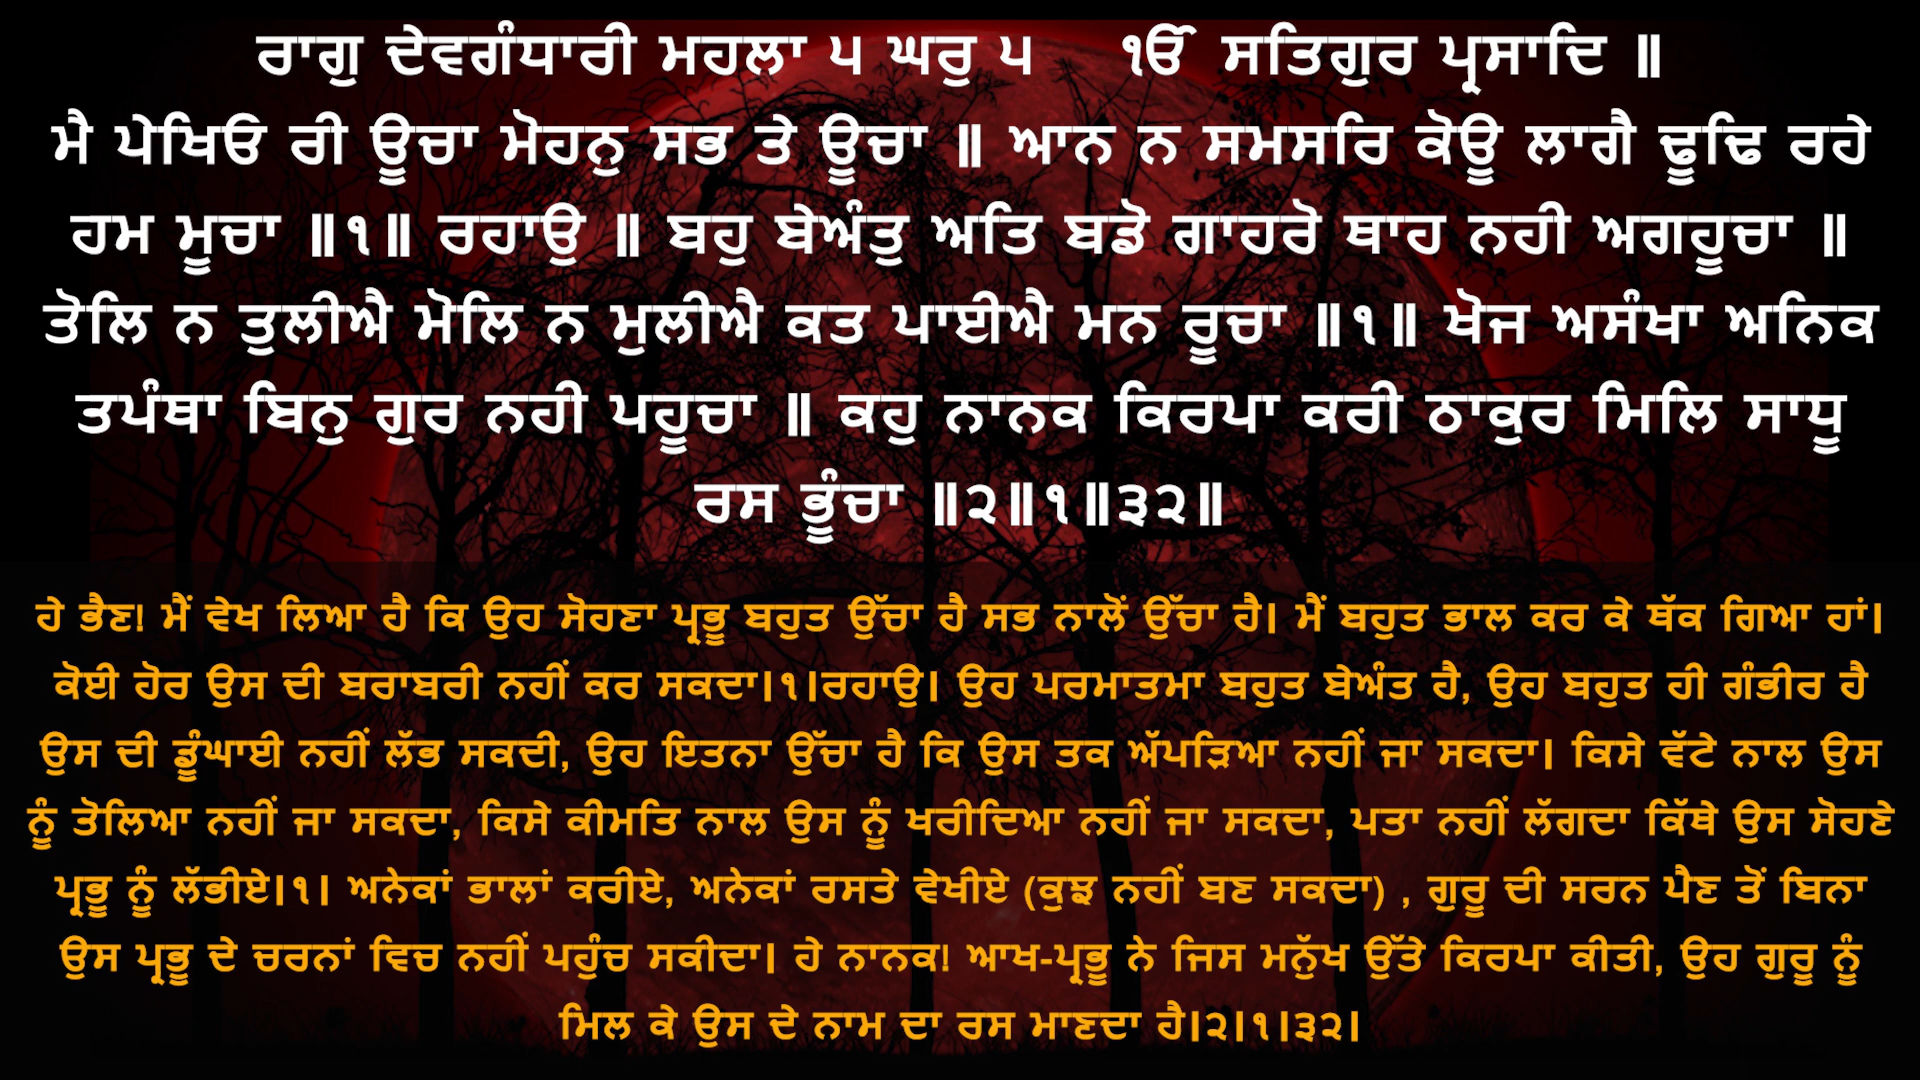 ਰਾਗੁ ਦੇਵਗੰਧਾਰੀ ਮਹਲਾ ੫ ਘਰੁ ੫ ੴ ਸਤਿਗੁਰ ਪ੍ਰਸਾਦਿ ॥
ਮੈ ਪੇਖਿਓ ਰੀ ਊਚਾ ਮੋਹਨੁ ਸਭ ਤੇ ਊਚਾ ॥ ਆਨ ਨ ਸਮਸਰਿ ਕੋਊ ਲਾਗੈ ਢੂਢਿ ਰਹੇ
ਹਮ ਮੂਚਾ ॥੧॥ ਰਹਾਉ ॥ ਬਹੁ ਬੇਅੰਤੁ ਅਤਿ ਬਡੋ ਗਾਹਰੋ ਥਾਹ ਨਹੀ ਅਗਹੂਚਾ ॥
ਤੋਲਿ ਨ ਤੁਲੀਐ ਮੋਲਿ ਨ ਮੁਲੀਐ ਕਤ ਪਾਈਐ ਮਨ ਰੂਚਾ ॥੧॥ ਖੋਜ ਅਸੰਖਾ ਅਨਿਕ
ਤਪੰਥਾ ਬਿਨੁ ਗੁਰ ਨਹੀ ਪਹੂਚਾ ॥ ਕਹੁ ਨਾਨਕ ਕਿਰਪਾ ਕਰੀ ਠਾਕੁਰ ਮਿਲਿ ਸਾਧੂ
ਰਸ ਭੂੰਚਾ ॥੨॥੧॥੩੨॥
ਹੇ ਭੈਣ! ਮੈਂ ਵੇਖ ਲਿਆ ਹੈ ਕਿ ਉਹ ਸੋਹਣਾ ਪ੍ਰਭੂ ਬਹੁਤ ਉੱਚਾ ਹੈ ਸਭ ਨਾਲੋਂ ਉੱਚਾ ਹੈ। ਮੈਂ ਬਹੁਤ ਭਾਲ ਕਰ ਕੇ ਥੱਕ ਗਿਆ ਹਾਂ।
ਕੋਈ ਹੋਰ ਉਸ ਦੀ ਬਰਾਬਰੀ ਨਹੀਂ ਕਰ ਸਕਦਾ।੧।ਰਹਾਉ। ਉਹ ਪਰਮਾਤਮਾ ਬਹੁਤ ਬੇਅੰਤ ਹੈ, ਉਹ ਬਹੁਤ ਹੀ ਗੰਭੀਰ ਹੈ
ਉਸ ਦੀ ਡੂੰਘਾਈ ਨਹੀਂ ਲੱਭ ਸਕਦੀ, ਉਹ ਇਤਨਾ ਉੱਚਾ ਹੈ ਕਿ ਉਸ ਤਕ ਅੱਪੜਿਆ ਨਹੀਂ ਜਾ ਸਕਦਾ। ਕਿਸੇ ਵੱਟੇ ਨਾਲ ਉਸ
ਨੂੰ ਤੋਲਿਆ ਨਹੀਂ ਜਾ ਸਕਦਾ, ਕਿਸੇ ਕੀਮਤਿ ਨਾਲ ਉਸ ਨੂੰ ਖਰੀਦਿਆ ਨਹੀਂ ਜਾ ਸਕਦਾ, ਪਤਾ ਨਹੀਂ ਲੱਗਦਾ ਕਿੱਥੇ ਉਸ ਸੋਹਣੇ
ਪ੍ਰਭੂ ਨੂੰ ਲੱਭੀਏ।੧। ਅਨੇਕਾਂ ਭਾਲਾਂ ਕਰੀਏ, ਅਨੇਕਾਂ ਰਸਤੇ ਵੇਖੀਏ (ਕੁਝ ਨਹੀਂ ਬਣ ਸਕਦਾ) , ਗੁਰੂ ਦੀ ਸਰਨ ਪੈਣ ਤੋਂ ਬਿਨਾ
ਉਸ ਪ੍ਰਭੂ ਦੇ ਚਰਨਾਂ ਵਿਚ ਨਹੀਂ ਪਹੁੰਚ ਸਕੀਦਾ। ਹੇ ਨਾਨਕ! ਆਖ-ਪ੍ਰਭੂ ਨੇ ਜਿਸ ਮਨੁੱਖ ਉੱਤੇ ਕਿਰਪਾ ਕੀਤੀ, ਉਹ ਗੁਰੂ ਨੂੰ
ਮਿਲ ਕੇ ਉਸ ਦੇ ਨਾਮ ਦਾ ਰਸ ਮਾਣਦਾ ਹੈ।੨।੧।੩੨।